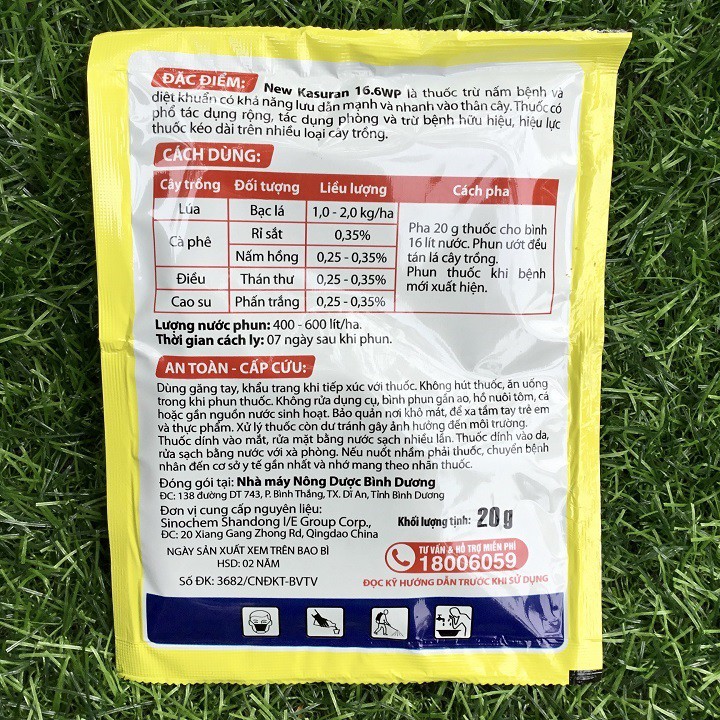 ĐẶC ĐIỂM: New Kasuran 16.6WP là thuốc trừ nấm bệnh và
diệt khuẩn có khả năng lưu dẫn mạnh và nhanh vào thân cây. Thuốc có
phổ tác dụng rộng, tác dụng phòng và trừ bệnh hữu hiệu, hiệu lực
thuốc kéo dài trên nhiều loại cây trồng.
CÁCH DÙNG:
Cây trồng Đối tượng Liều lượng Cách pha
Lúa Bạc lá 1,0 - 2,0 kg/ha
Cà phê Rỉ sắt 0,35%
Nấm hồng 0,25 - 0,35%
Điều Thán thư 0,25 - 0,35%
Cao su Phấn trắng 0,25 - 0,35%
Pha 20 g thuốc cho bình
16 lít nước. Phun ướt đều
tán lá cây trồng.
Phun thuốc khi bệnh
mới xuất hiện.
Lượng nước phun: 400 - 600 lít/ha.
Thời gian cách ly: 07 ngày sau khi phun.
AN TOÀN - CẤP CỨU:
Dùng găng tay, khẩu trang khi tiếp xúc với thuốc. Không hút thuốc, ăn uống
trong khi phun thuốc. Không rửa dụng cụ, bình phun gần ao, hồ nuôi tôm, cá
hoặc gần nguồn nước sinh hoạt. Bảo quản nơi khô mát, để xa tầm tay trẻ em
và thực phẩm. Xử lý thuốc còn dư tránh gây ảnh hưởng đến môi trường.
Thuốc dính vào mắt, rửa mặt bằng nước sạch nhiều lần. Thuốc dính vào da,
rửa sạch bằng nước với xà phòng. Nếu nuốt nhầm phải thuốc, chuyển bệnh
nhân đến cơ sở y tế gần nhất và nhớ mang theo nhãn thuốc.
Đóng gói tại: Nhà máy Nông Dược Bình Dương
ĐC: 138 đường DT 743, P. Bình Thắng, TX. Dĩ An, Tỉnh Bình Dương
Đơn vị cung cấp nguyên liệu:
Sinochem Shandong I/E Group Corp.,
ĐC: 20 Xiang Gang Zhong Rd, Qingdao China
Khối lượng tịnh: 20 g
NGÀY SẢN XUẤT XEM TRÊN BAO BÌ
HSD: 02 NĂM
Số ĐK: 3682/CNĐKT-BVTV
TƯ VẤN & HỖ TRỢ MIỄN PHÍ
18006059
ĐỌC KỸ HƯỚNG DẪN TRƯỚC KHI SỬ DỤNG